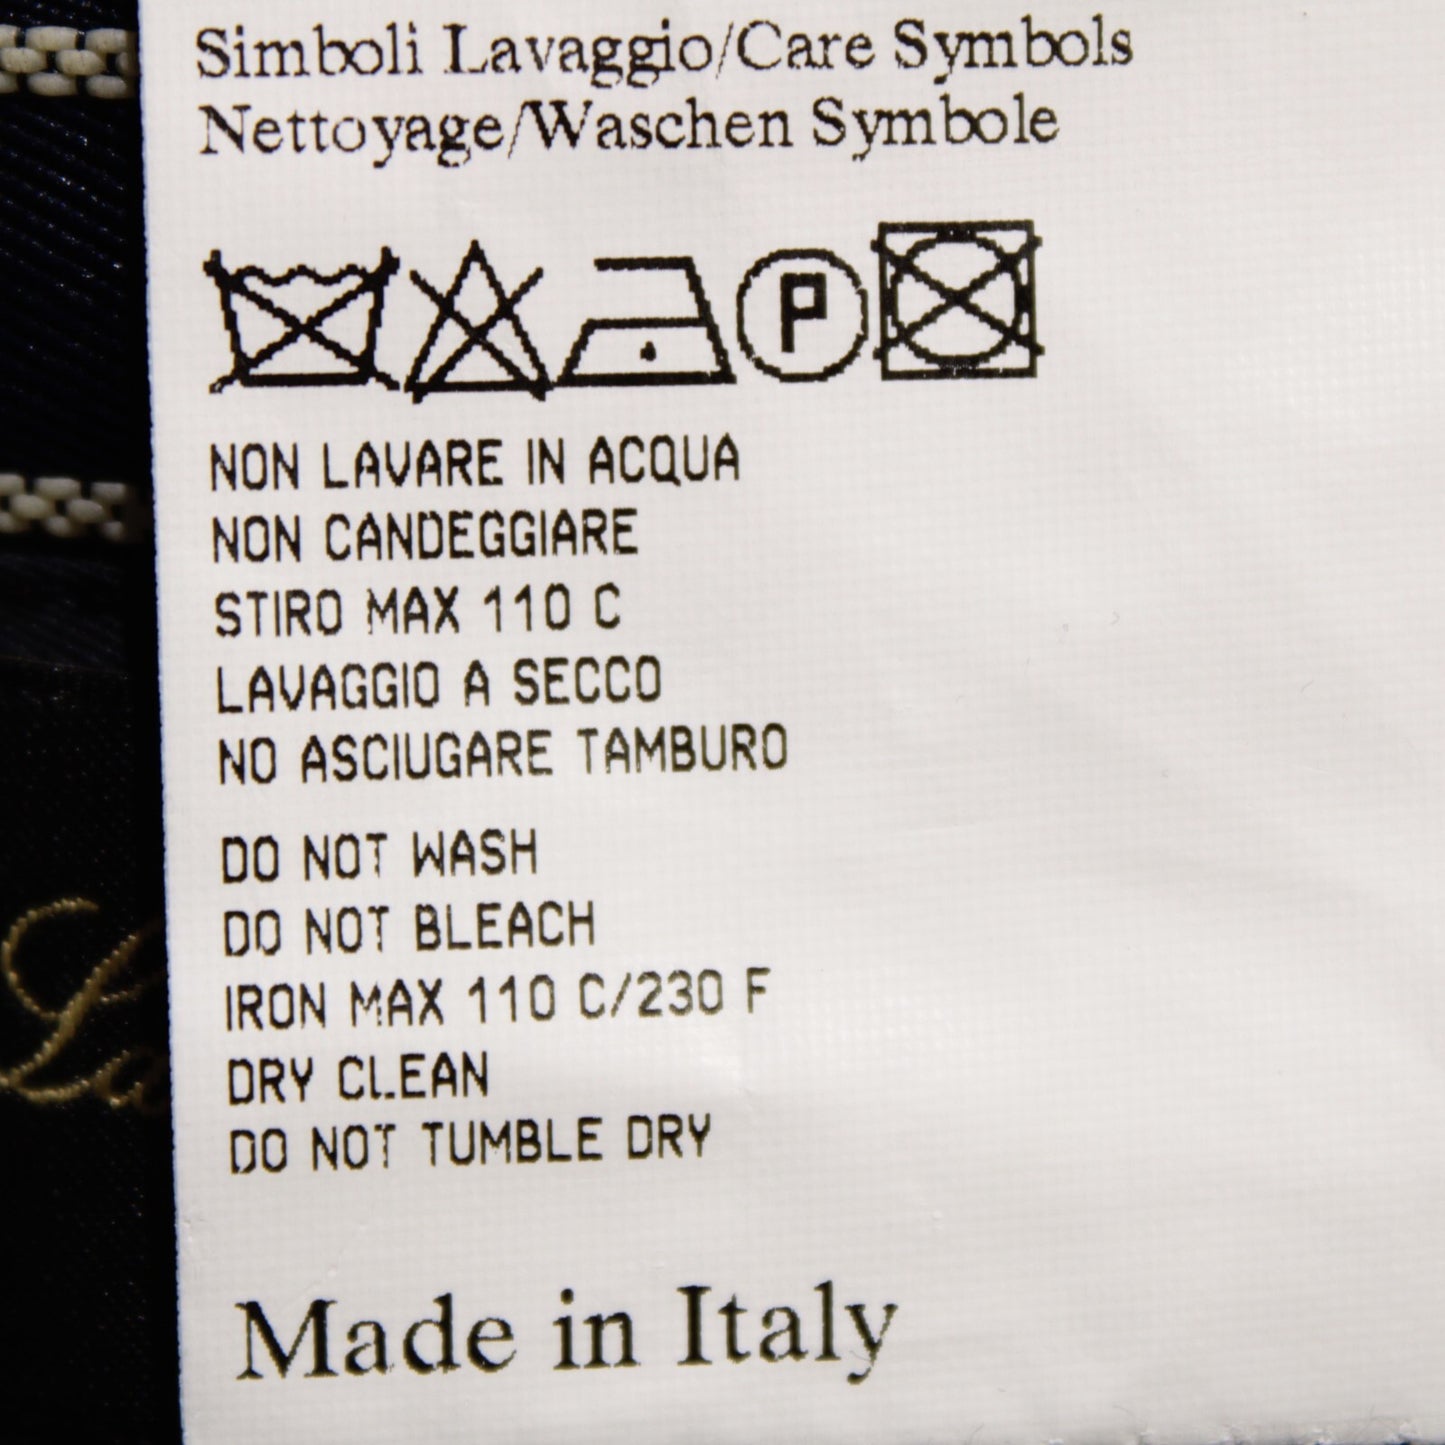 Simboli Lavaggio/Care Symbols
Nettoyage/Waschen Symbole
P
NON LAVARE IN ACQUA
NON CANDEGGIARE
STIRO MAX 110 C
LAVAGGIO A SECCO
NO ASCIUGARE TAMBURO
DO NOT WASH
DO NOT BLEACH
IRON MAX 110 C/230 F
DRY CLEAN
DO NOT TUMBLE DRY
Made in Italy